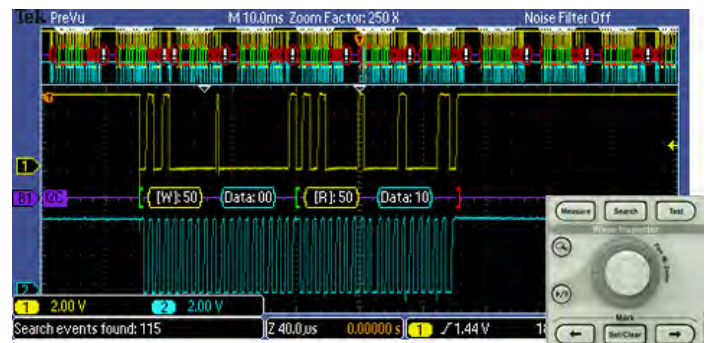 Tek PreVu M 10.0ms Zoom Factor: 250 X Noise Filter Off
1
B1 I2C [W]: 50 Data: 00 [R]: 50 Data: 10
2
1 2.00 V 2 2.00 V
Search events found: 115 Z 40.0µs 0.00000 s 1 1.44 V
Measure Search Test
Wave Inspector
Pan Zoom
Mark
← Set/Clear →